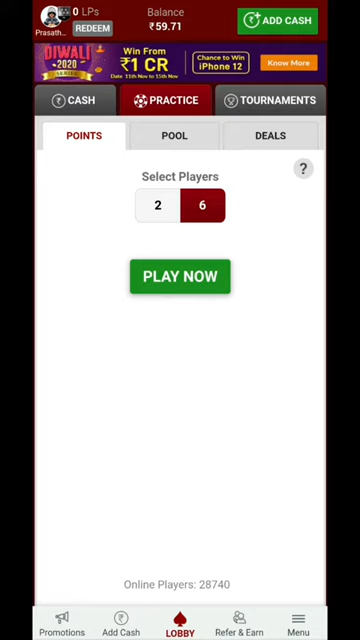 0 LPs
Prasath...
REDEEM
Balance
₹59.71
ADD CASH
DIWALI
2020
SERIES
Win From
₹1 CR
Date 11th Nov to 15th Nov
Chance to Win
iPhone 12
Know More
CASH
PRACTICE
TOURNAMENTS
POINTS
POOL
DEALS
Select Players
?
2
6
PLAY NOW
Online Players: 28740
Promotions
Add Cash
LOBBY
Refer & Earn
Menu